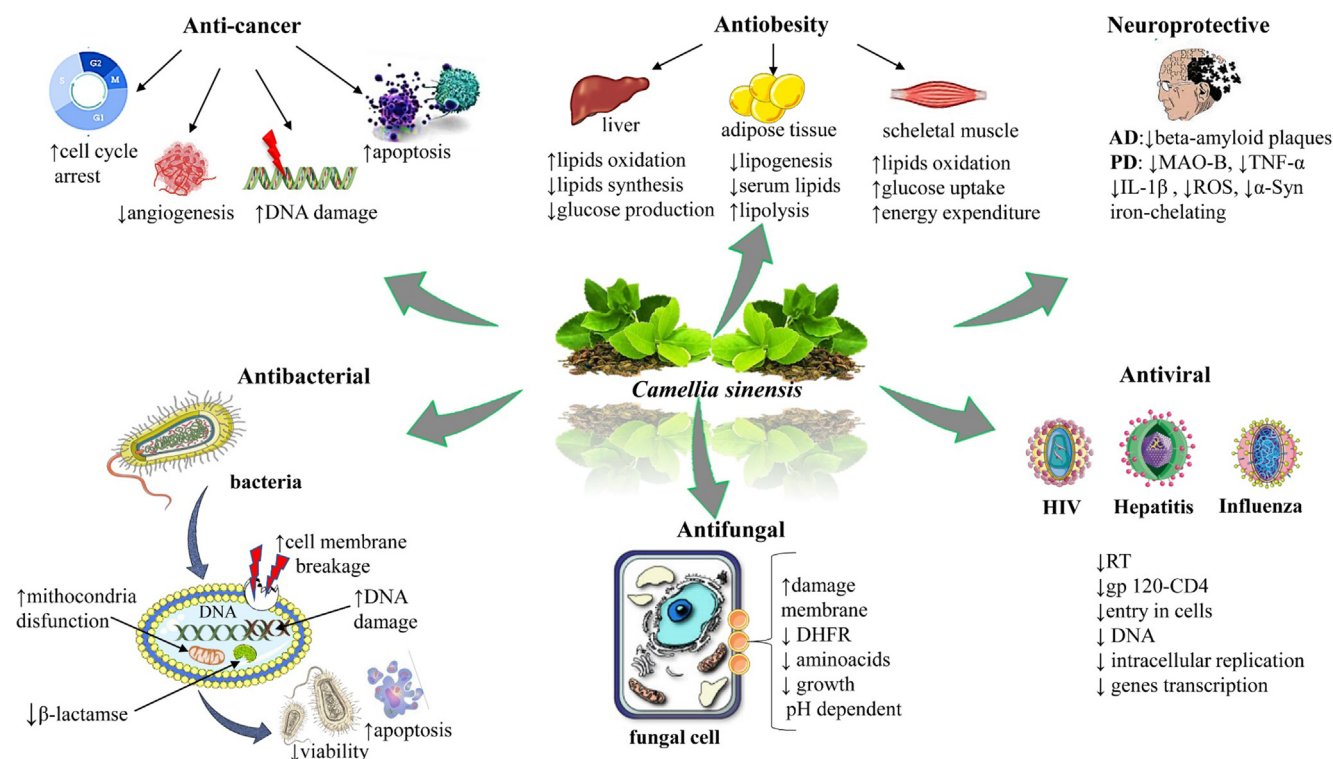 Anti-cancer
G2
S
M
G1
↑cell cycle
arrest
↓angiogenesis
↑DNA damage
↑apoptosis
Antiobesity
liver
↑lipids oxidation
↓lipids synthesis
↓glucose production
adipose tissue
↓lipogenesis
↓serum lipids
↑lipolysis
scheletal muscle
↑lipids oxidation
↑glucose uptake
↑energy expenditure
Neuroprotective
AD:↓beta-amyloid plaques
PD: ↓MAO-B, ↓TNF-α
↓IL-1β , ↓ROS, ↓α-Syn
iron-chelating
Camellia sinensis
Antibacterial
bacteria
↑cell membrane
breakage
↑mithocondria
disfunction
DNA
↑DNA
damage
↓β-lactamse
↓viability
↑apoptosis
Antifungal
fungal cell
↑damage
membrane
↓ DHFR
↓ aminoacids
↓ growth
pH dependent
Antiviral
HIV
Hepatitis
Influenza
↓RT
↓gp 120-CD4
↓entry in cells
↓ DNA
↓ intracellular replication
↓ genes transcription